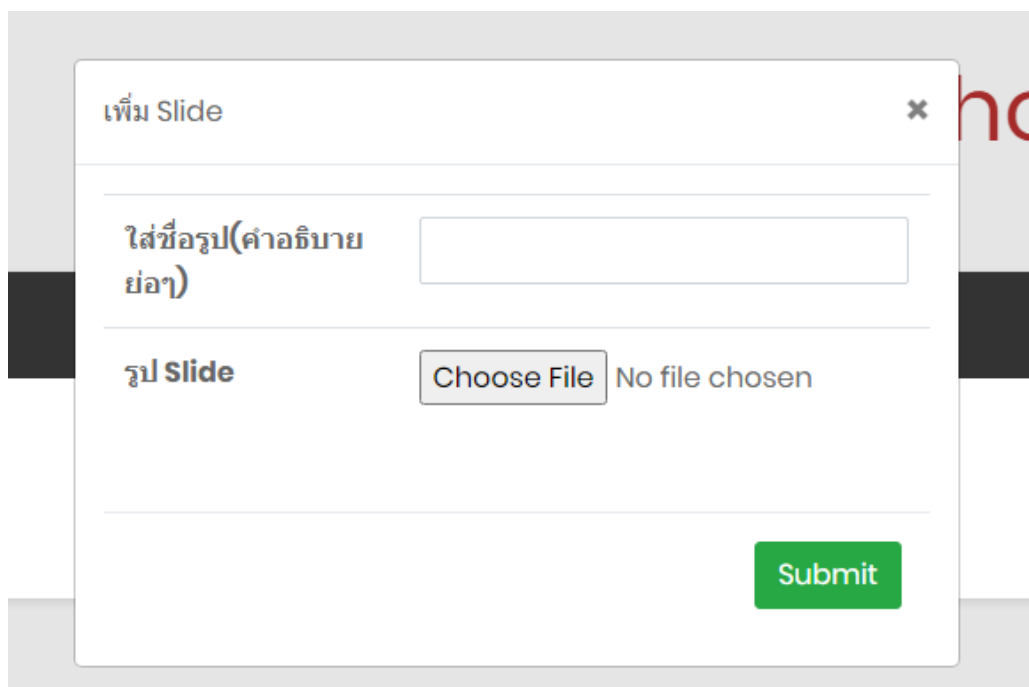 เพิ่ม Slide
ใส่ชื่อรูป(คำอธิบาย
ย่อๆ)
รูป Slide
Choose File No file chosen
Submit